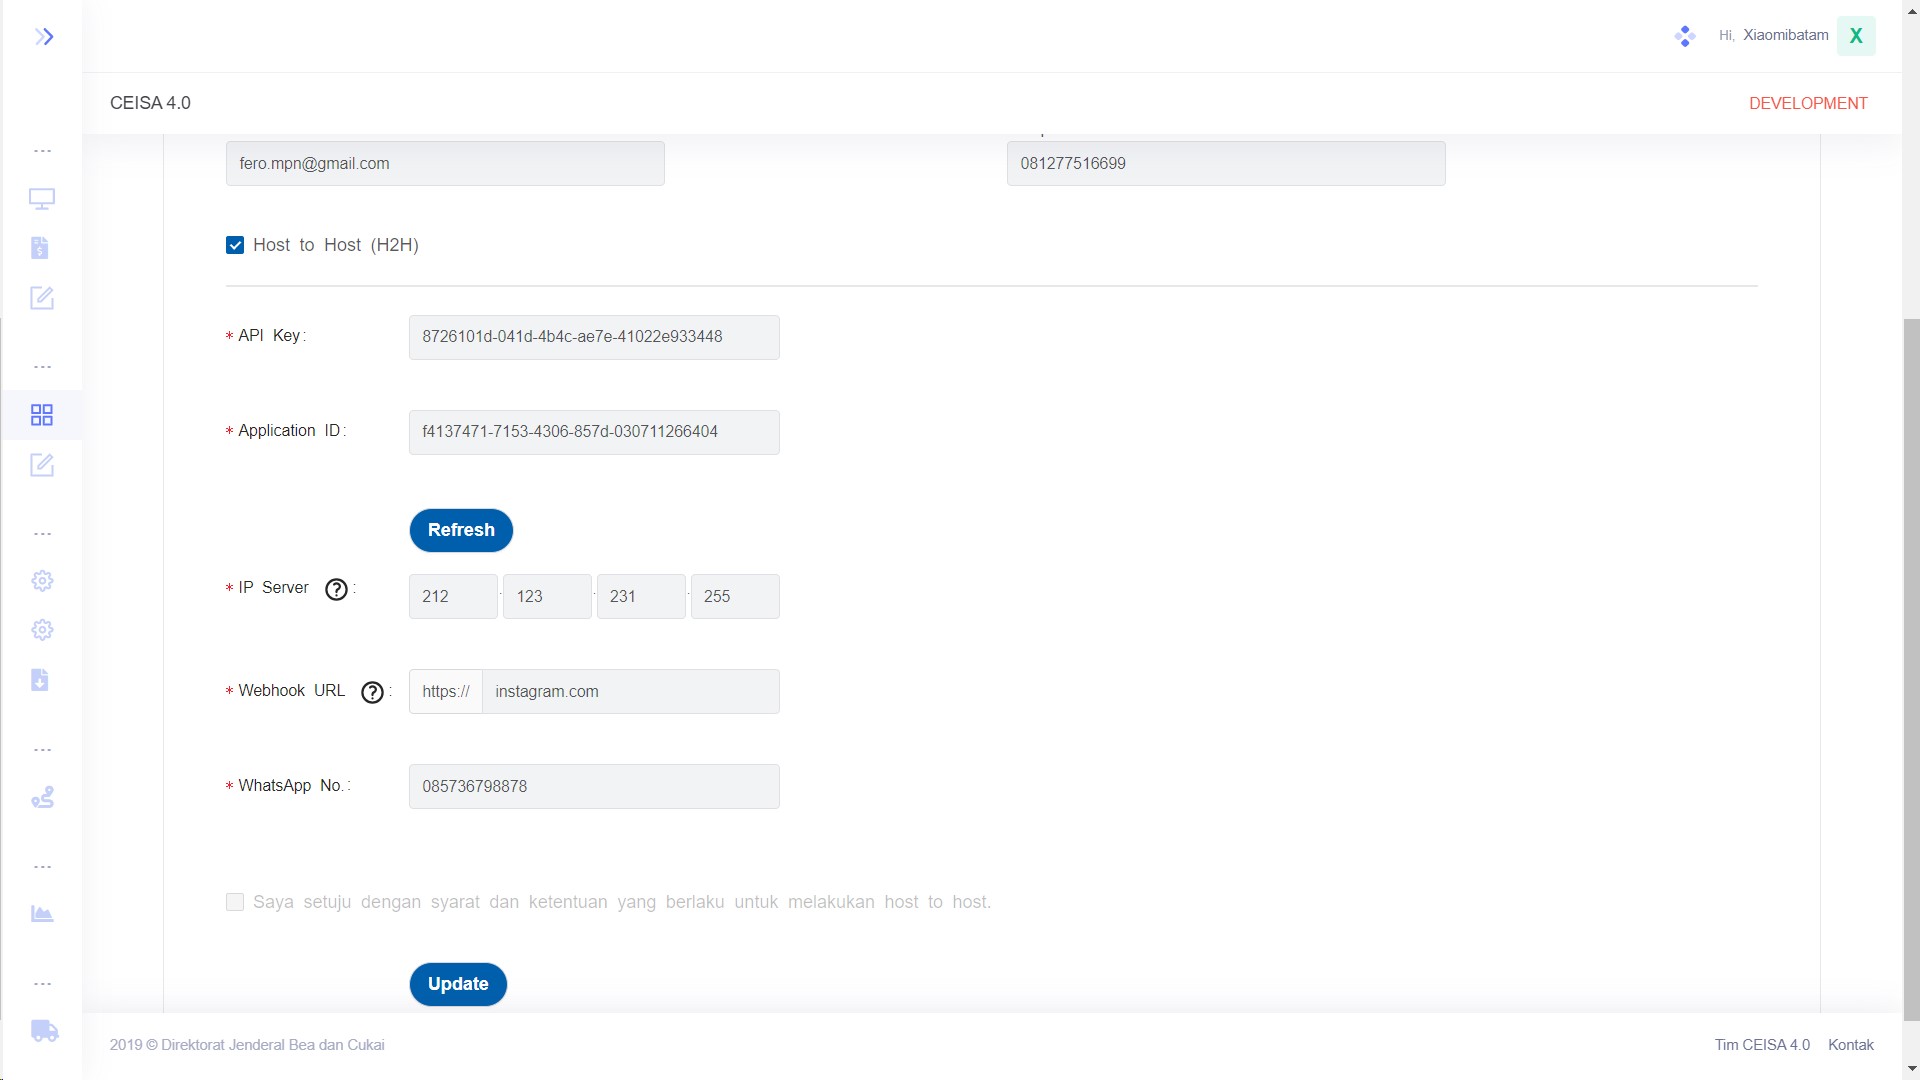 Hi, Xiaomibatam X
CEISA 4.0
DEVELOPMENT
fero.mpn@gmail.com
081277516699
Host to Host (H2H)
* API Key :
8726101d-041d-4b4c-ae7e-41022e933448
* Application ID :
f4137471-7153-4306-857d-030711266404
Refresh
* IP Server ? :
212 . 123 . 231 . 255
* Webhook URL ? :
https:// instagram.com
* WhatsApp No. :
085736798878
Saya setuju dengan syarat dan ketentuan yang berlaku untuk melakukan host to host.
Update
2019 © Direktorat Jenderal Bea dan Cukai
Tim CEISA 4.0 Kontak